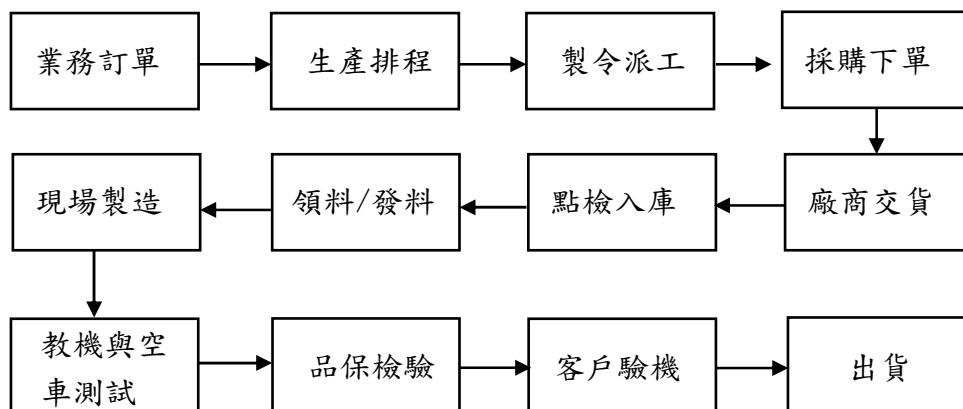 業務訂單
生產排程
製令派工
採購下單
廠商交貨
點檢入庫
領料/發料
現場製造
教機與空
車測試
品保檢驗
客戶驗機
出貨